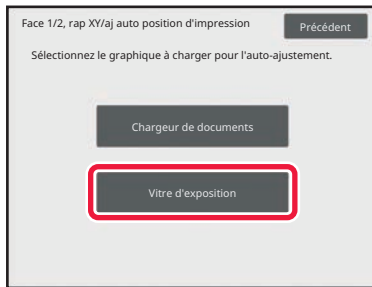 Face 1/2, rap XY/aj auto position d'impression
Précédent
Sélectionnez le graphique à charger pour l'auto-ajustement.
Chargeur de documents
Vitre d'exposition